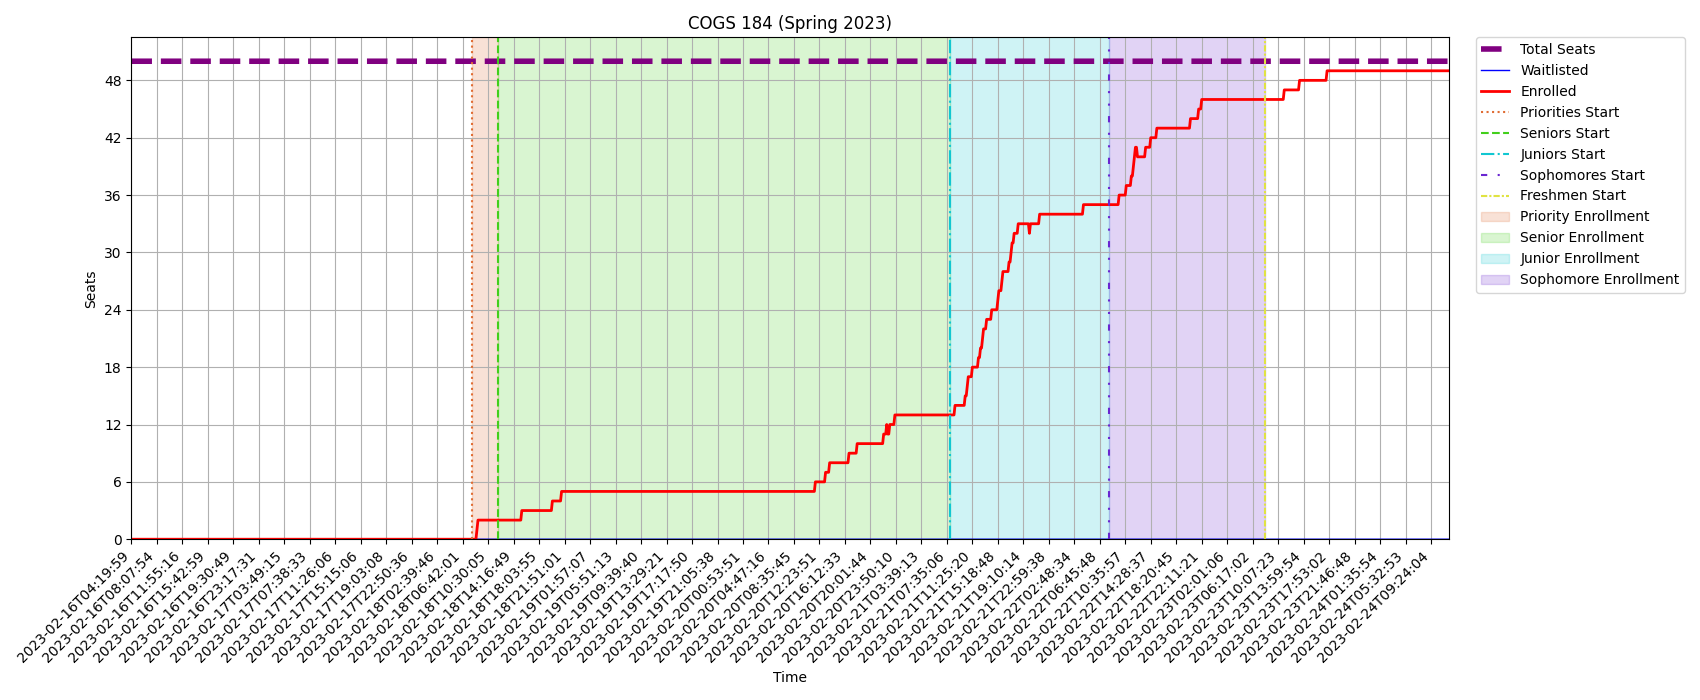 COGS 184 (Spring 2023)
Total Seats
Waitlisted
Enrolled
Priorities Start
Seniors Start
Juniors Start
Sophomores Start
Freshmen Start
Priority Enrollment
Senior Enrollment
Junior Enrollment
Sophomore Enrollment
Seats
48
42
36
30
24
18
12
6
0
2023-02-16T04:19:59
2023-02-16T08:07:54
2023-02-16T11:55:16
2023-02-16T15:42:59
2023-02-16T19:30:49
2023-02-16T23:17:31
2023-02-17T03:49:15
2023-02-17T07:38:33
2023-02-17T11:26:06
2023-02-17T15:15:06
2023-02-17T19:03:08
2023-02-17T22:50:36
2023-02-18T02:39:46
2023-02-18T06:42:01
2023-02-18T10:30:05
2023-02-18T14:16:49
2023-02-18T18:03:55
2023-02-18T21:51:01
2023-02-19T01:57:07
2023-02-19T05:51:13
2023-02-19T09:39:40
2023-02-19T13:29:21
2023-02-19T17:17:50
2023-02-19T21:05:38
2023-02-20T00:53:51
2023-02-20T04:47:16
2023-02-20T08:35:45
2023-02-20T12:23:51
2023-02-20T16:12:33
2023-02-20T20:01:44
2023-02-20T23:50:10
2023-02-21T03:39:13
2023-02-21T07:35:06
2023-02-21T11:25:20
2023-02-21T15:18:48
2023-02-21T19:10:14
2023-02-21T22:59:38
2023-02-22T02:48:34
2023-02-22T06:45:48
2023-02-22T10:35:57
2023-02-22T14:28:37
2023-02-22T18:20:45
2023-02-22T22:11:21
2023-02-23T02:01:06
2023-02-23T06:17:02
2023-02-23T10:07:23
2023-02-23T13:59:54
2023-02-23T17:53:02
2023-02-23T21:46:48
2023-02-24T01:35:54
2023-02-24T05:32:53
2023-02-24T09:24:04
Time